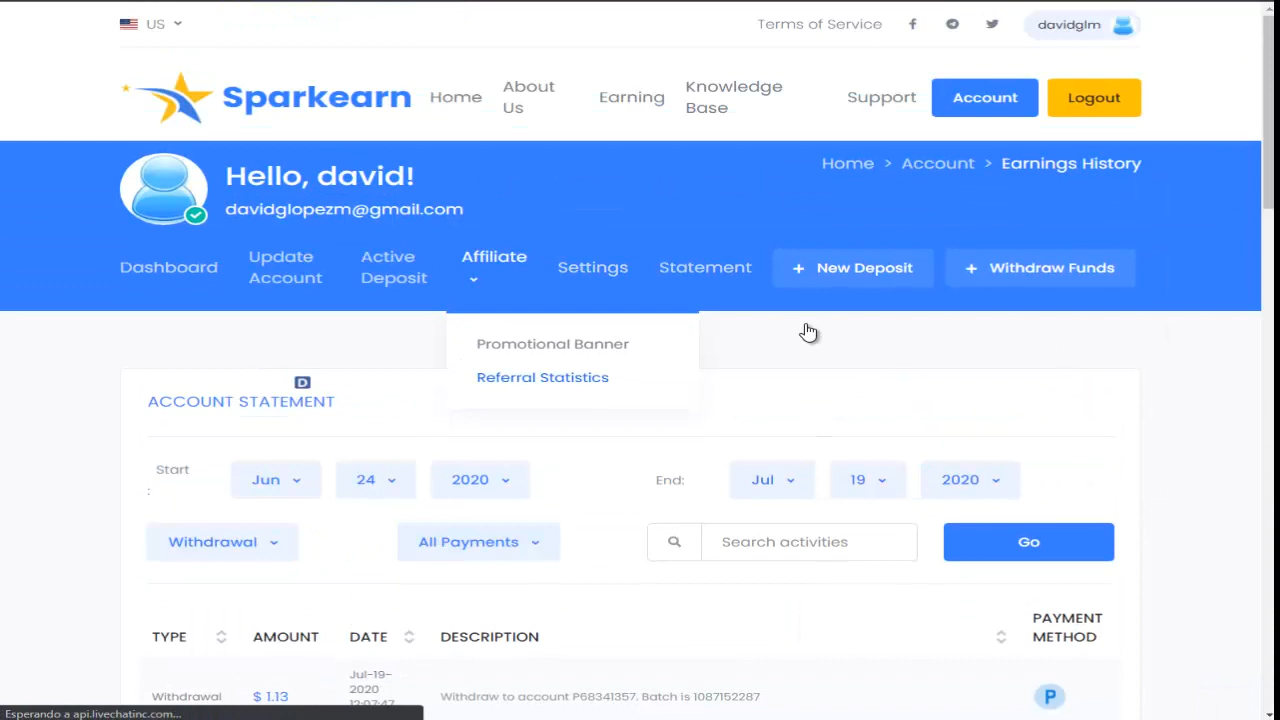 US
Terms of Service
davidglm
Sparkearn
Home
About
Us
Earning
Knowledge
Base
Support
Account
Logout
Hello, david!
davidglopezm@gmail.com
Home > Account > Earnings History
Dashboard
Update
Account
Active
Deposit
Affiliate
Settings
Statement
+ New Deposit
+ Withdraw Funds
Promotional Banner
Referral Statistics
D
ACCOUNT STATEMENT
Start
:
Jun
24
2020
End:
Jul
19
2020
Withdrawal
All Payments
Search activities
Go
TYPE
AMOUNT
DATE
DESCRIPTION
PAYMENT
METHOD
Withdrawal
$ 1.13
Jul-19-
2020
Withdraw to account P68341357. Batch is 1087152287
P
Esperando a api.livechatinc.com...